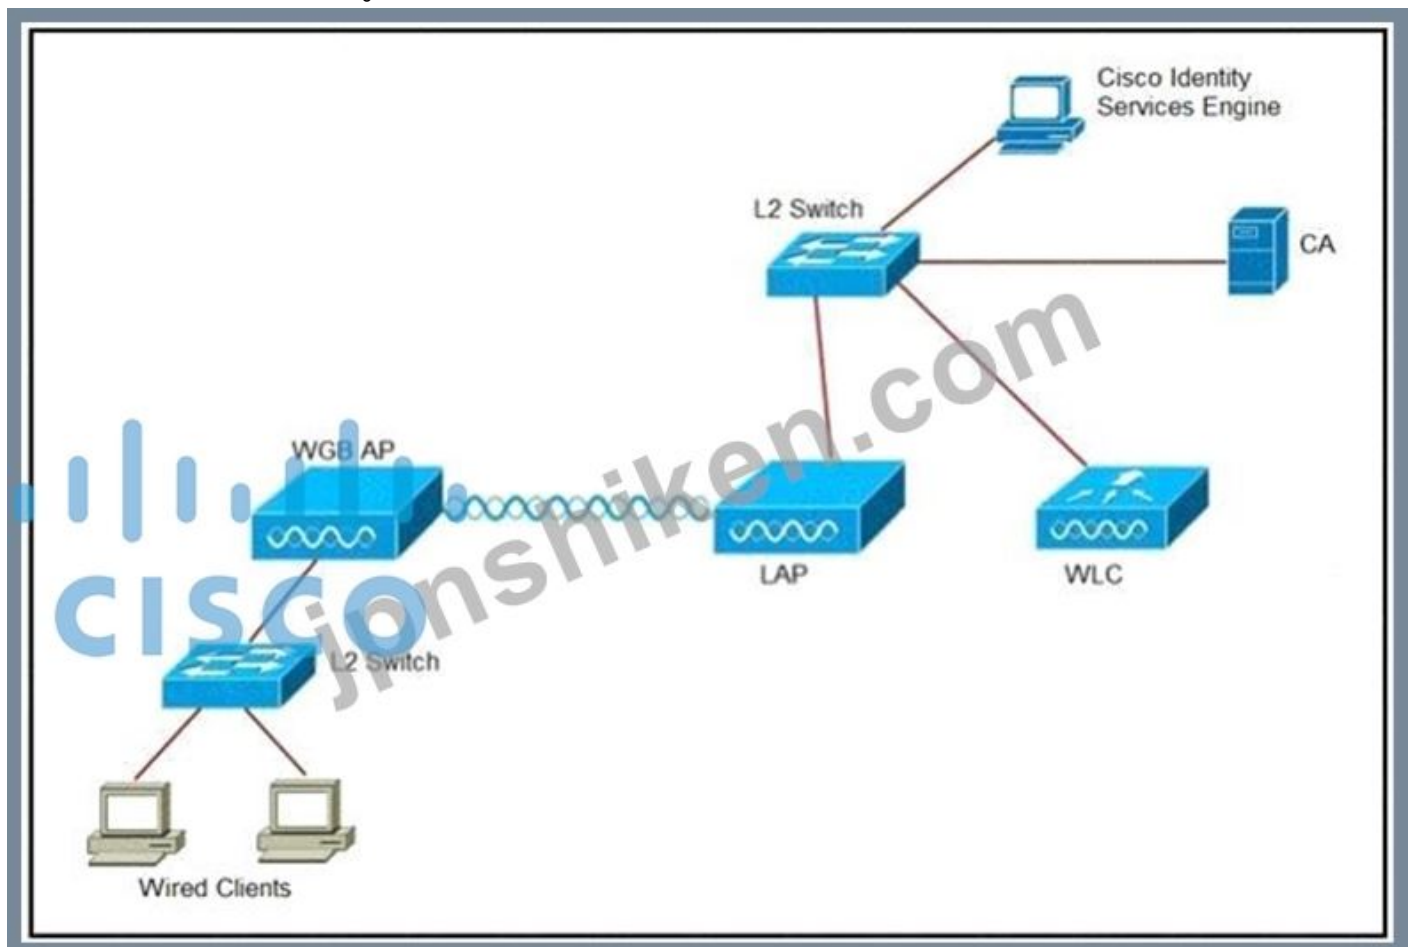 Cisco Identity
Services Engine
L2 Switch
CA
WGB AP
LAP
WLC
L2 Switch
Wired Clients
CISCO
jpnshiken.com